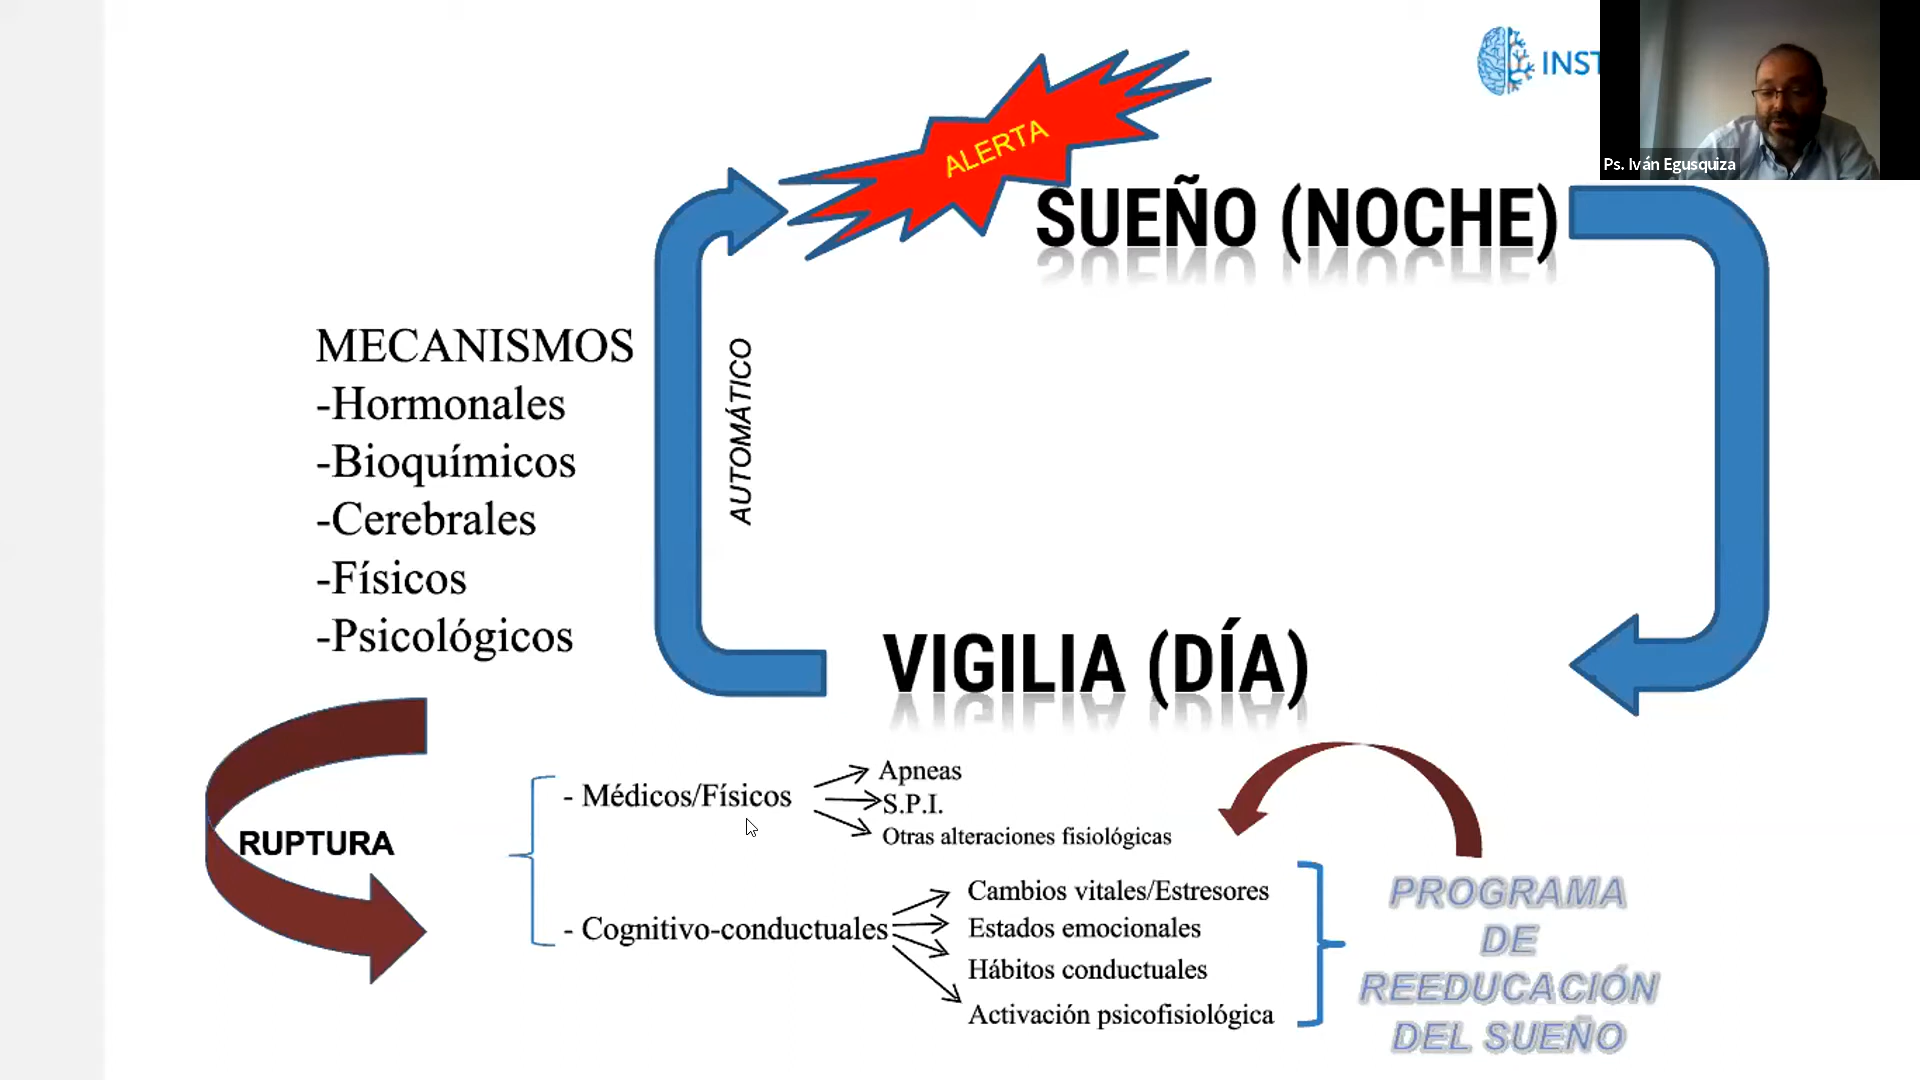 INST
Ps. Iván Egusquiza
ALERTA
SUEÑO (NOCHE)
MECANISMOS
-Hormonales
-Bioquímicos
-Cerebrales
-Físicos
-Psicológicos
AUTOMÁTICO
VIGILIA (DÍA)
RUPTURA
- Médicos/Físicos
Apneas
S.P.I.
Otras alteraciones fisiológicas
- Cognitivo-conductuales
Cambios vitales/Estresores
Estados emocionales
Hábitos conductuales
Activación psicofisiológica
PROGRAMA
DE
REEDUCACIÓN
DEL SUEÑO